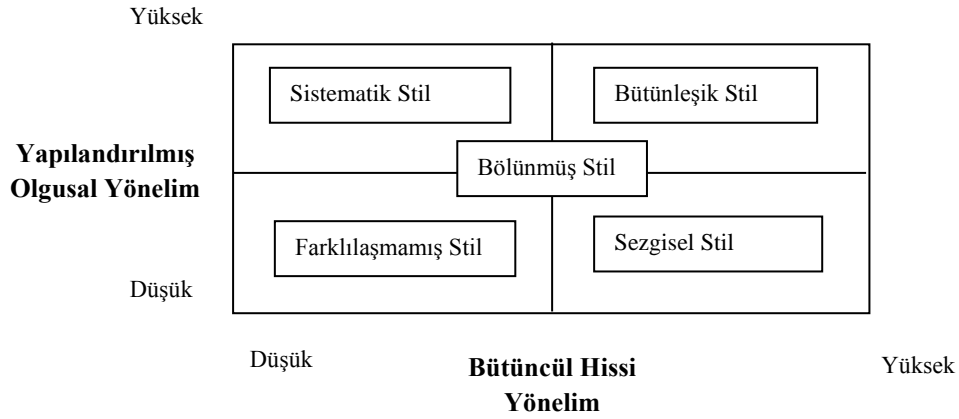 Yüksek
Sistematik Stil
Bütünleşik Stil
Yapılandırılmış
Olgusal Yönelim
Bölünmüş Stil
Farklılaşmamış Stil
Sezgisel Stil
Düşük
Düşük
Bütüncül Hissi
Yönelim
Yüksek